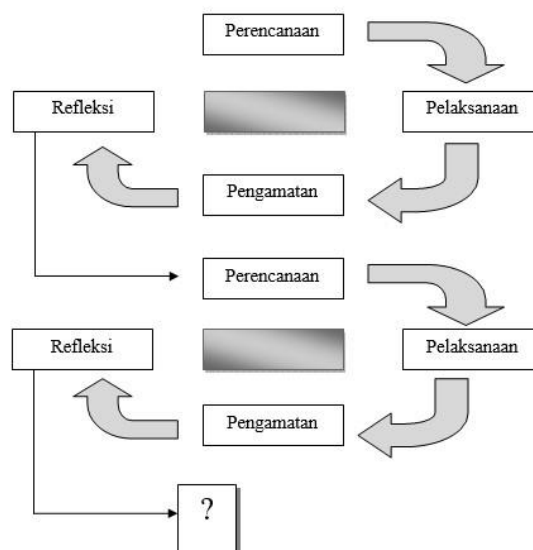 Perencanaan
Refleksi
Pelaksanaan
Pengamatan
Perencanaan
Refleksi
Pelaksanaan
Pengamatan
?